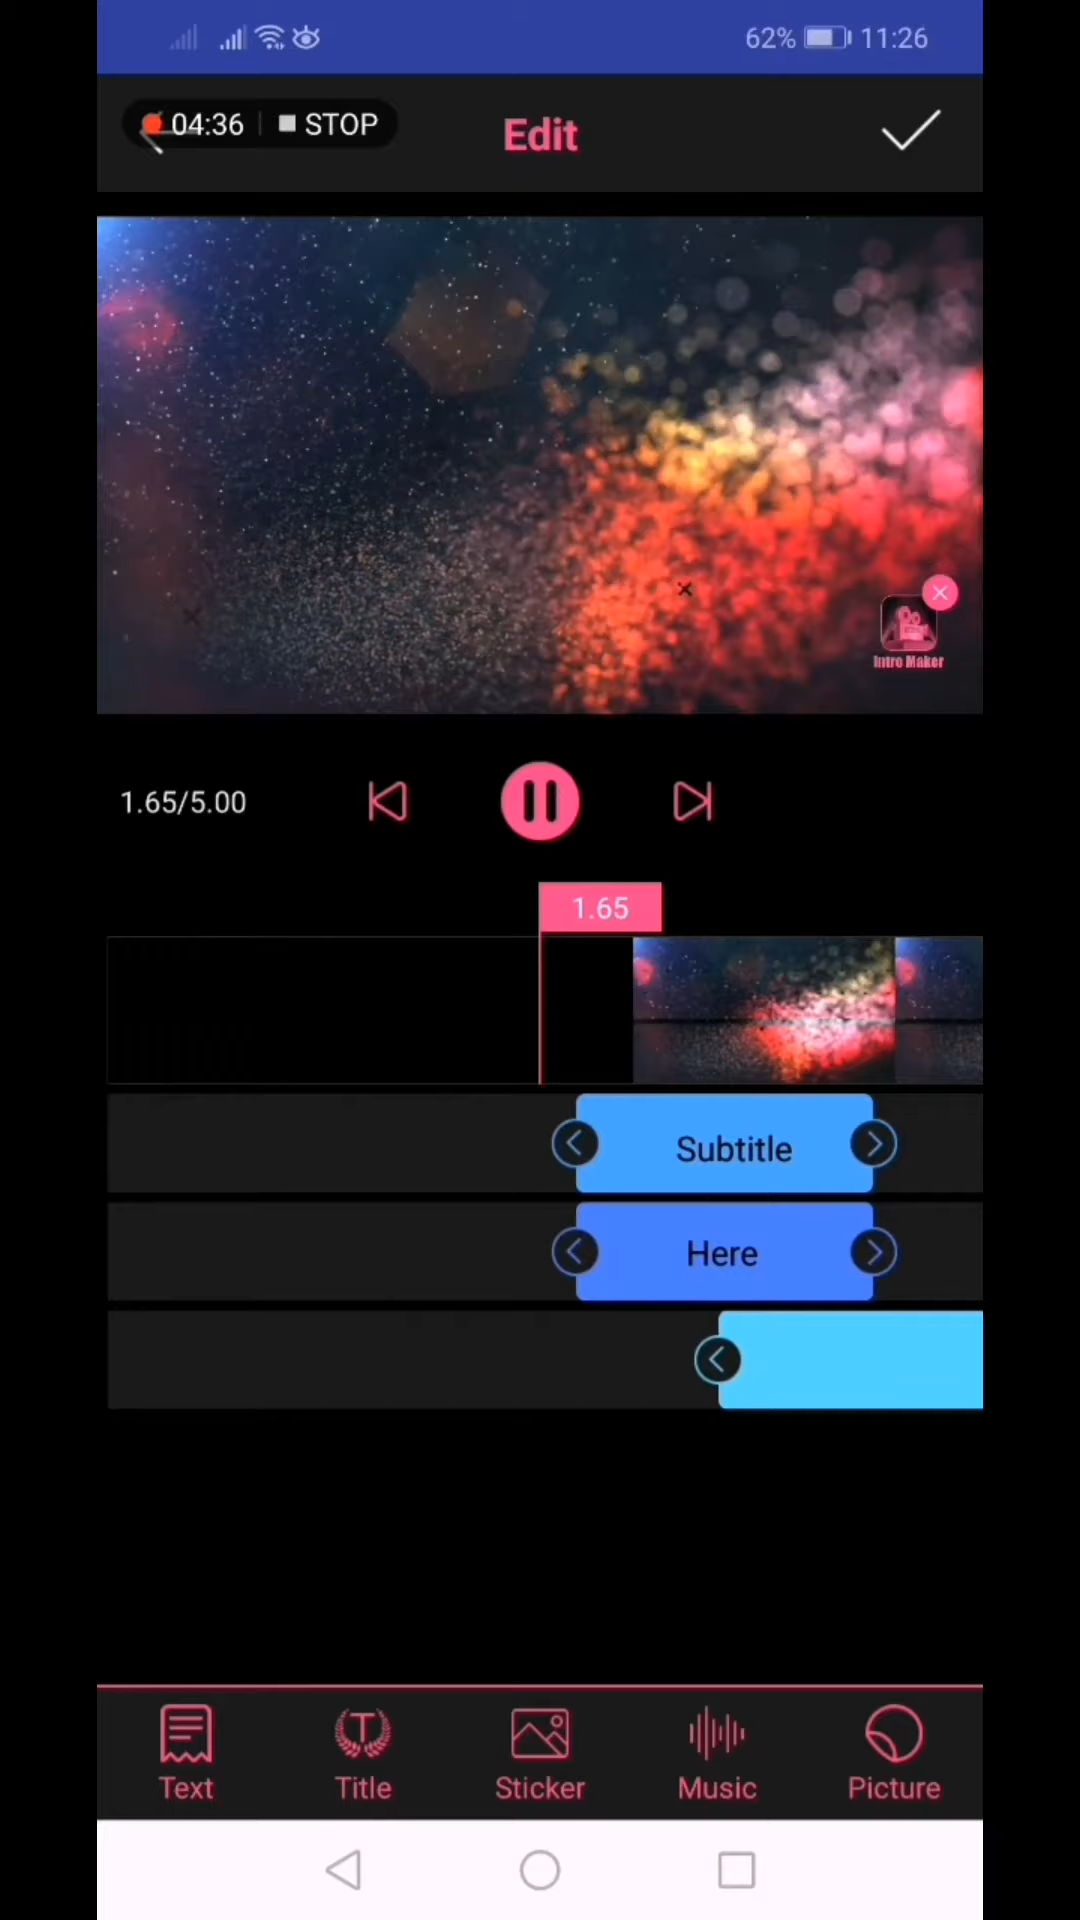 62% 11:26
04:36 STOP
Edit
Intro Maker
1.65/5.00
1.65
Subtitle
Here
Text Title Sticker Music Picture